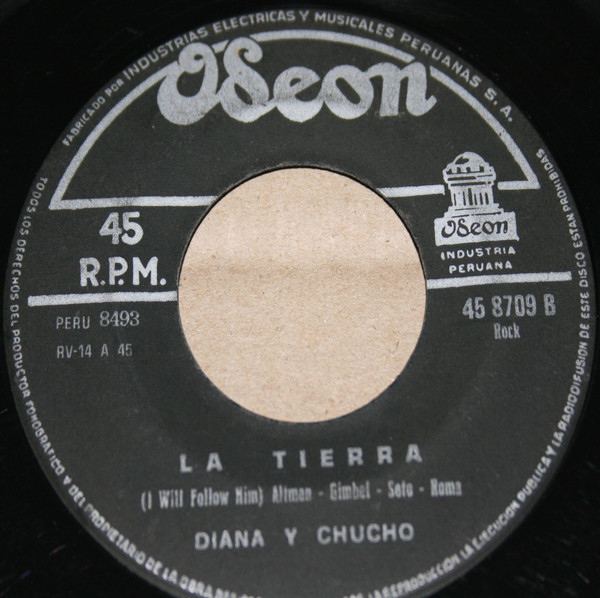 FABRICADO POR INDUSTRIAS ELECTRICAS Y MUSICALES PERUANAS S. A.
Odeon
45
R.P.M.
Odeon
INDUSTRIA
PERUANA
PERU 8493
RV-14 A 45
45 8709 B
Rock
LA TIERRA
(I Will Follow Him) Altman - Gimbel - Soto - Roma
DIANA Y CHUCHO
TODOS LOS DERECHOS DEL PRODUCTOR FONOGRAFICO Y DEL PROPIETARIO DE LA OBRA
LA REPRODUCCION LA EJECUCION PUBLICA Y LA RADIODIFUSION DE ESTE DISCO ESTAN PROHIBIDAS